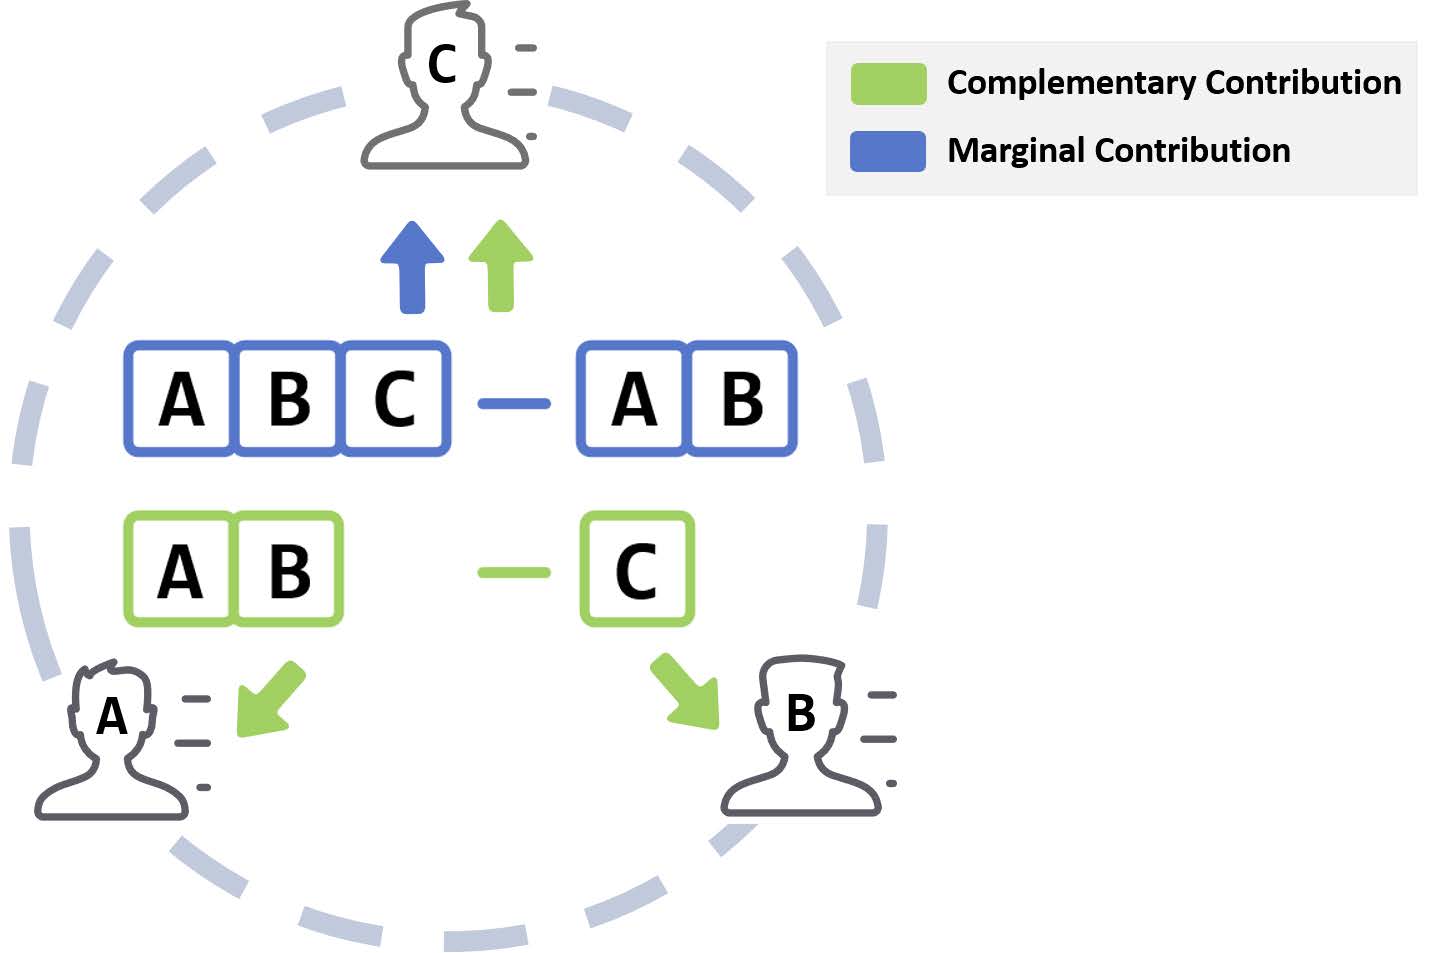 C
Complementary Contribution
Marginal Contribution
A B C — A B
A B — C
A
B